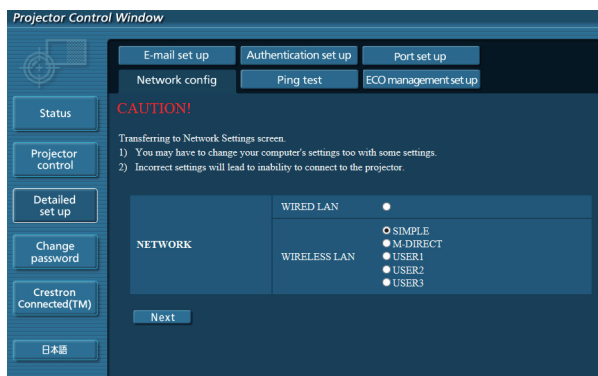 Projector Control Window
E-mail set up
Authentication set up
Port set up
Network config
Ping test
ECO management set up
Status
Projector
control
Detailed
set up
Change
password
Crestron
Connected(TM)
日本語
CAUTION!
Transferring to Network Settings screen.
1) You may have to change your computer's settings too with some settings.
2) Incorrect settings will lead to inability to connect to the projector.
NETWORK
WIRED LAN
WIRELESS LAN
SIMPLE
M-DIRECT
USER1
USER2
USER3
Next